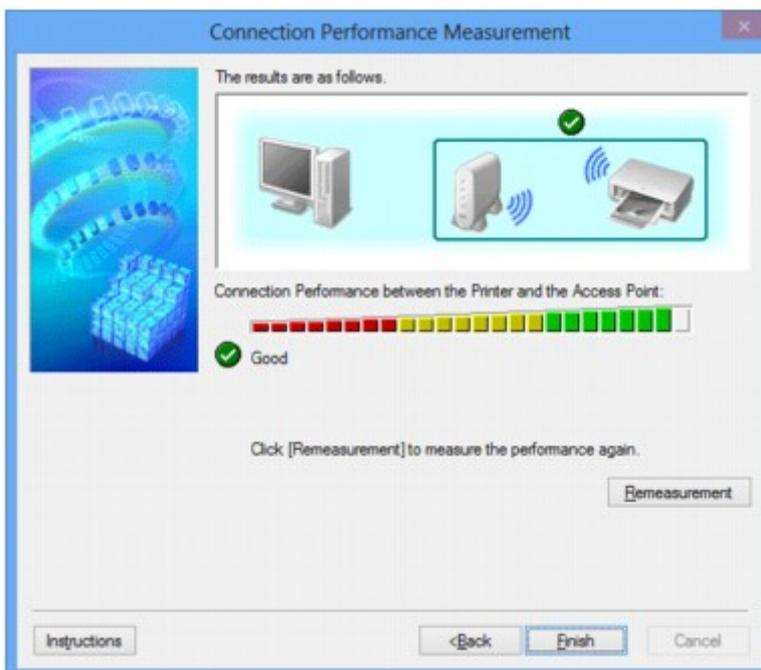 Connection Performance Measurement
The results are as follows.
Connection Performance between the Printer and the Access Point:
Good
Click [Remeasurement] to measure the performance again.
Remeasurement
Instructions
<Back
Finish
Cancel